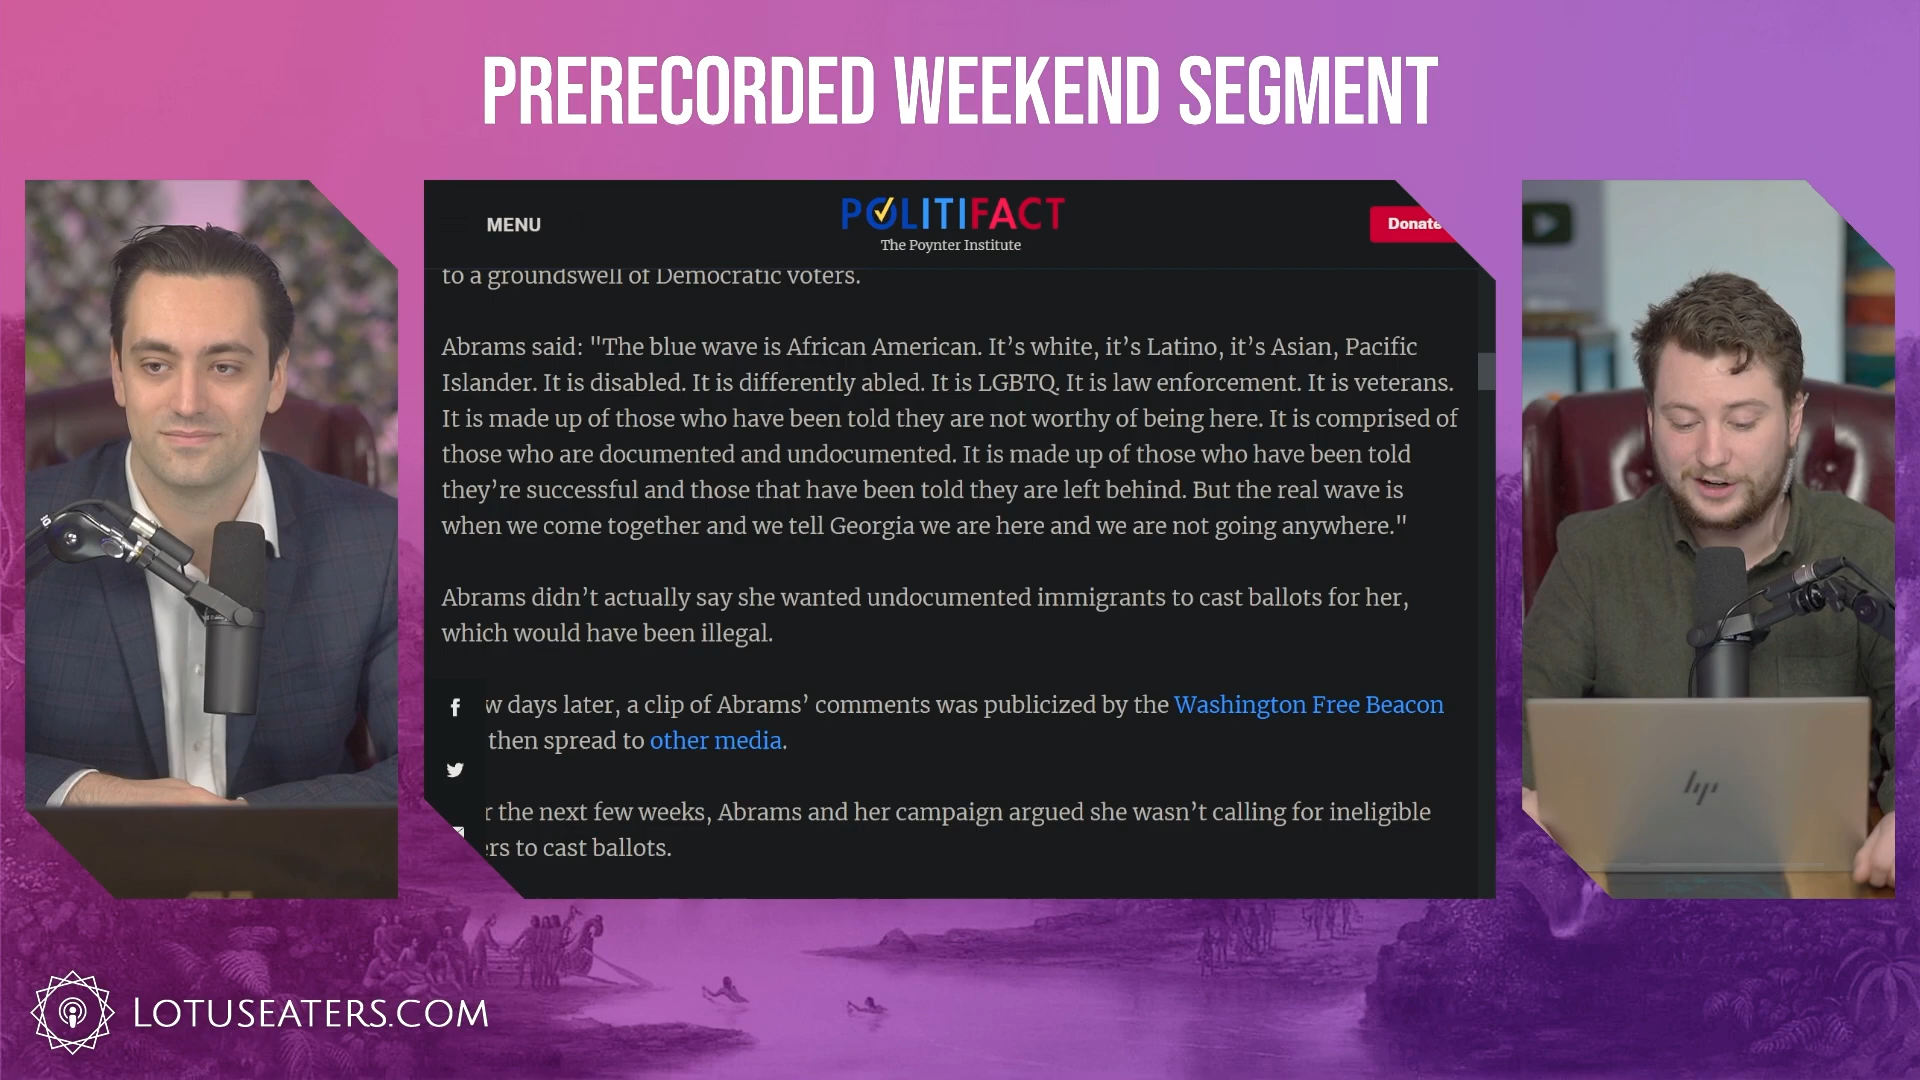 PRERECORDED WEEKEND SEGMENT
MENU
POLITIFACT
The Poynter Institute
Donate
to a groundswell of Democratic voters.
Abrams said: "The blue wave is African American. It’s white, it’s Latino, it’s Asian, Pacific
Islander. It is disabled. It is differently abled. It is LGBTQ. It is law enforcement. It is veterans.
It is made up of those who have been told they are not worthy of being here. It is comprised of
those who are documented and undocumented. It is made up of those who have been told
they’re successful and those that have been told they are left behind. But the real wave is
when we come together and we tell Georgia we are here and we are not going anywhere."
Abrams didn’t actually say she wanted undocumented immigrants to cast ballots for her,
which would have been illegal.
w days later, a clip of Abrams’ comments was publicized by the Washington Free Beacon
then spread to other media.
r the next few weeks, Abrams and her campaign argued she wasn’t calling for ineligible
ers to cast ballots.
hp
LOTUSEATERS.COM